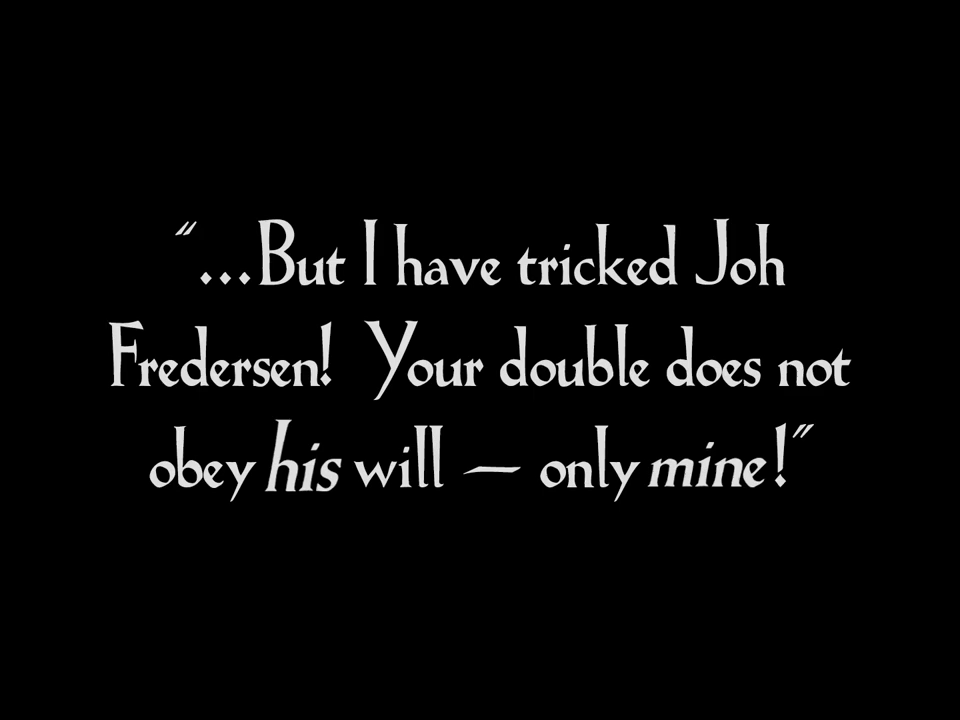 “...But I have tricked Joh
Fredersen! Your double does not
obey his will – only mine!”